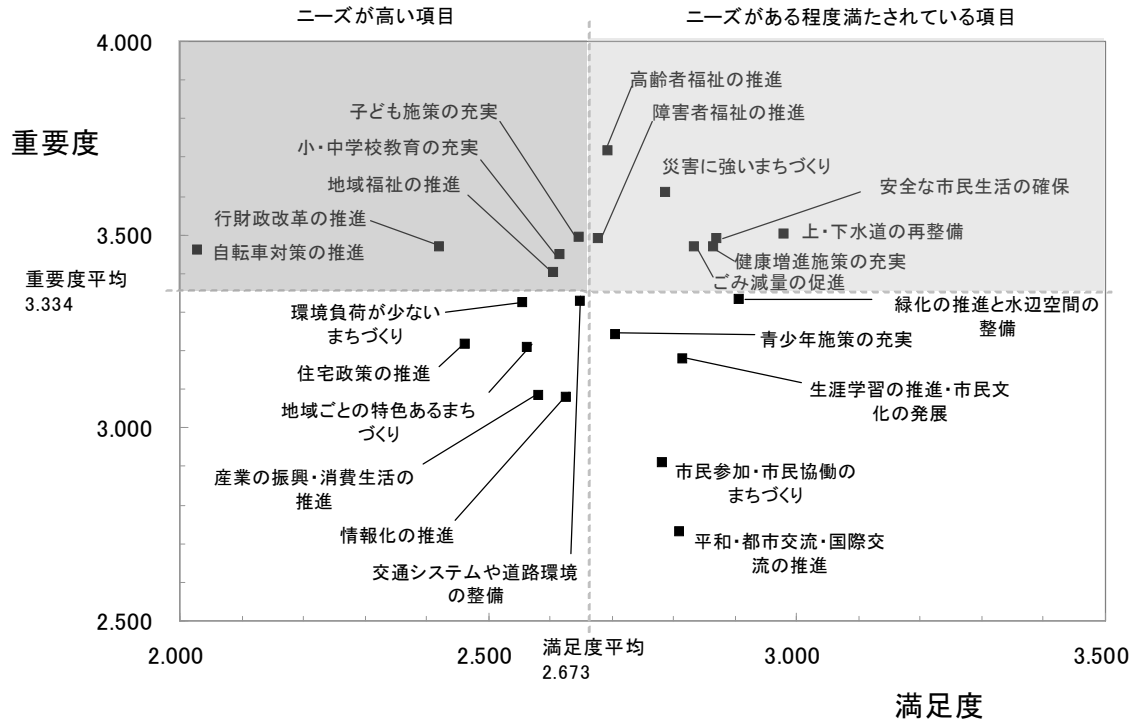 ニーズが高い項目
ニーズがある程度満たされている項目
4.000
重要度
高齢者福祉の推進
子ども施策の充実
障害者福祉の推進
小・中学校教育の充実
災害に強いまちづくり
地域福祉の推進
安全な市民生活の確保
行財政改革の推進
3.500
自転車対策の推進
上・下水道の再整備
健康増進施策の充実
ごみ減量の促進
重要度平均
3.334
環境負荷が少ない
まちづくり
緑化の推進と水辺空間の
整備
青少年施策の充実
住宅政策の推進
生涯学習の推進・市民文
化の発展
地域ごとの特色あるまち
づくり
3.000
産業の振興・消費生活の
推進
市民参加・市民協働の
まちづくり
情報化の推進
平和・都市交流・国際交
流の推進
交通システムや道路環境
の整備
2.500
2.000
2.500
満足度平均
2.673
3.000
3.500
満足度